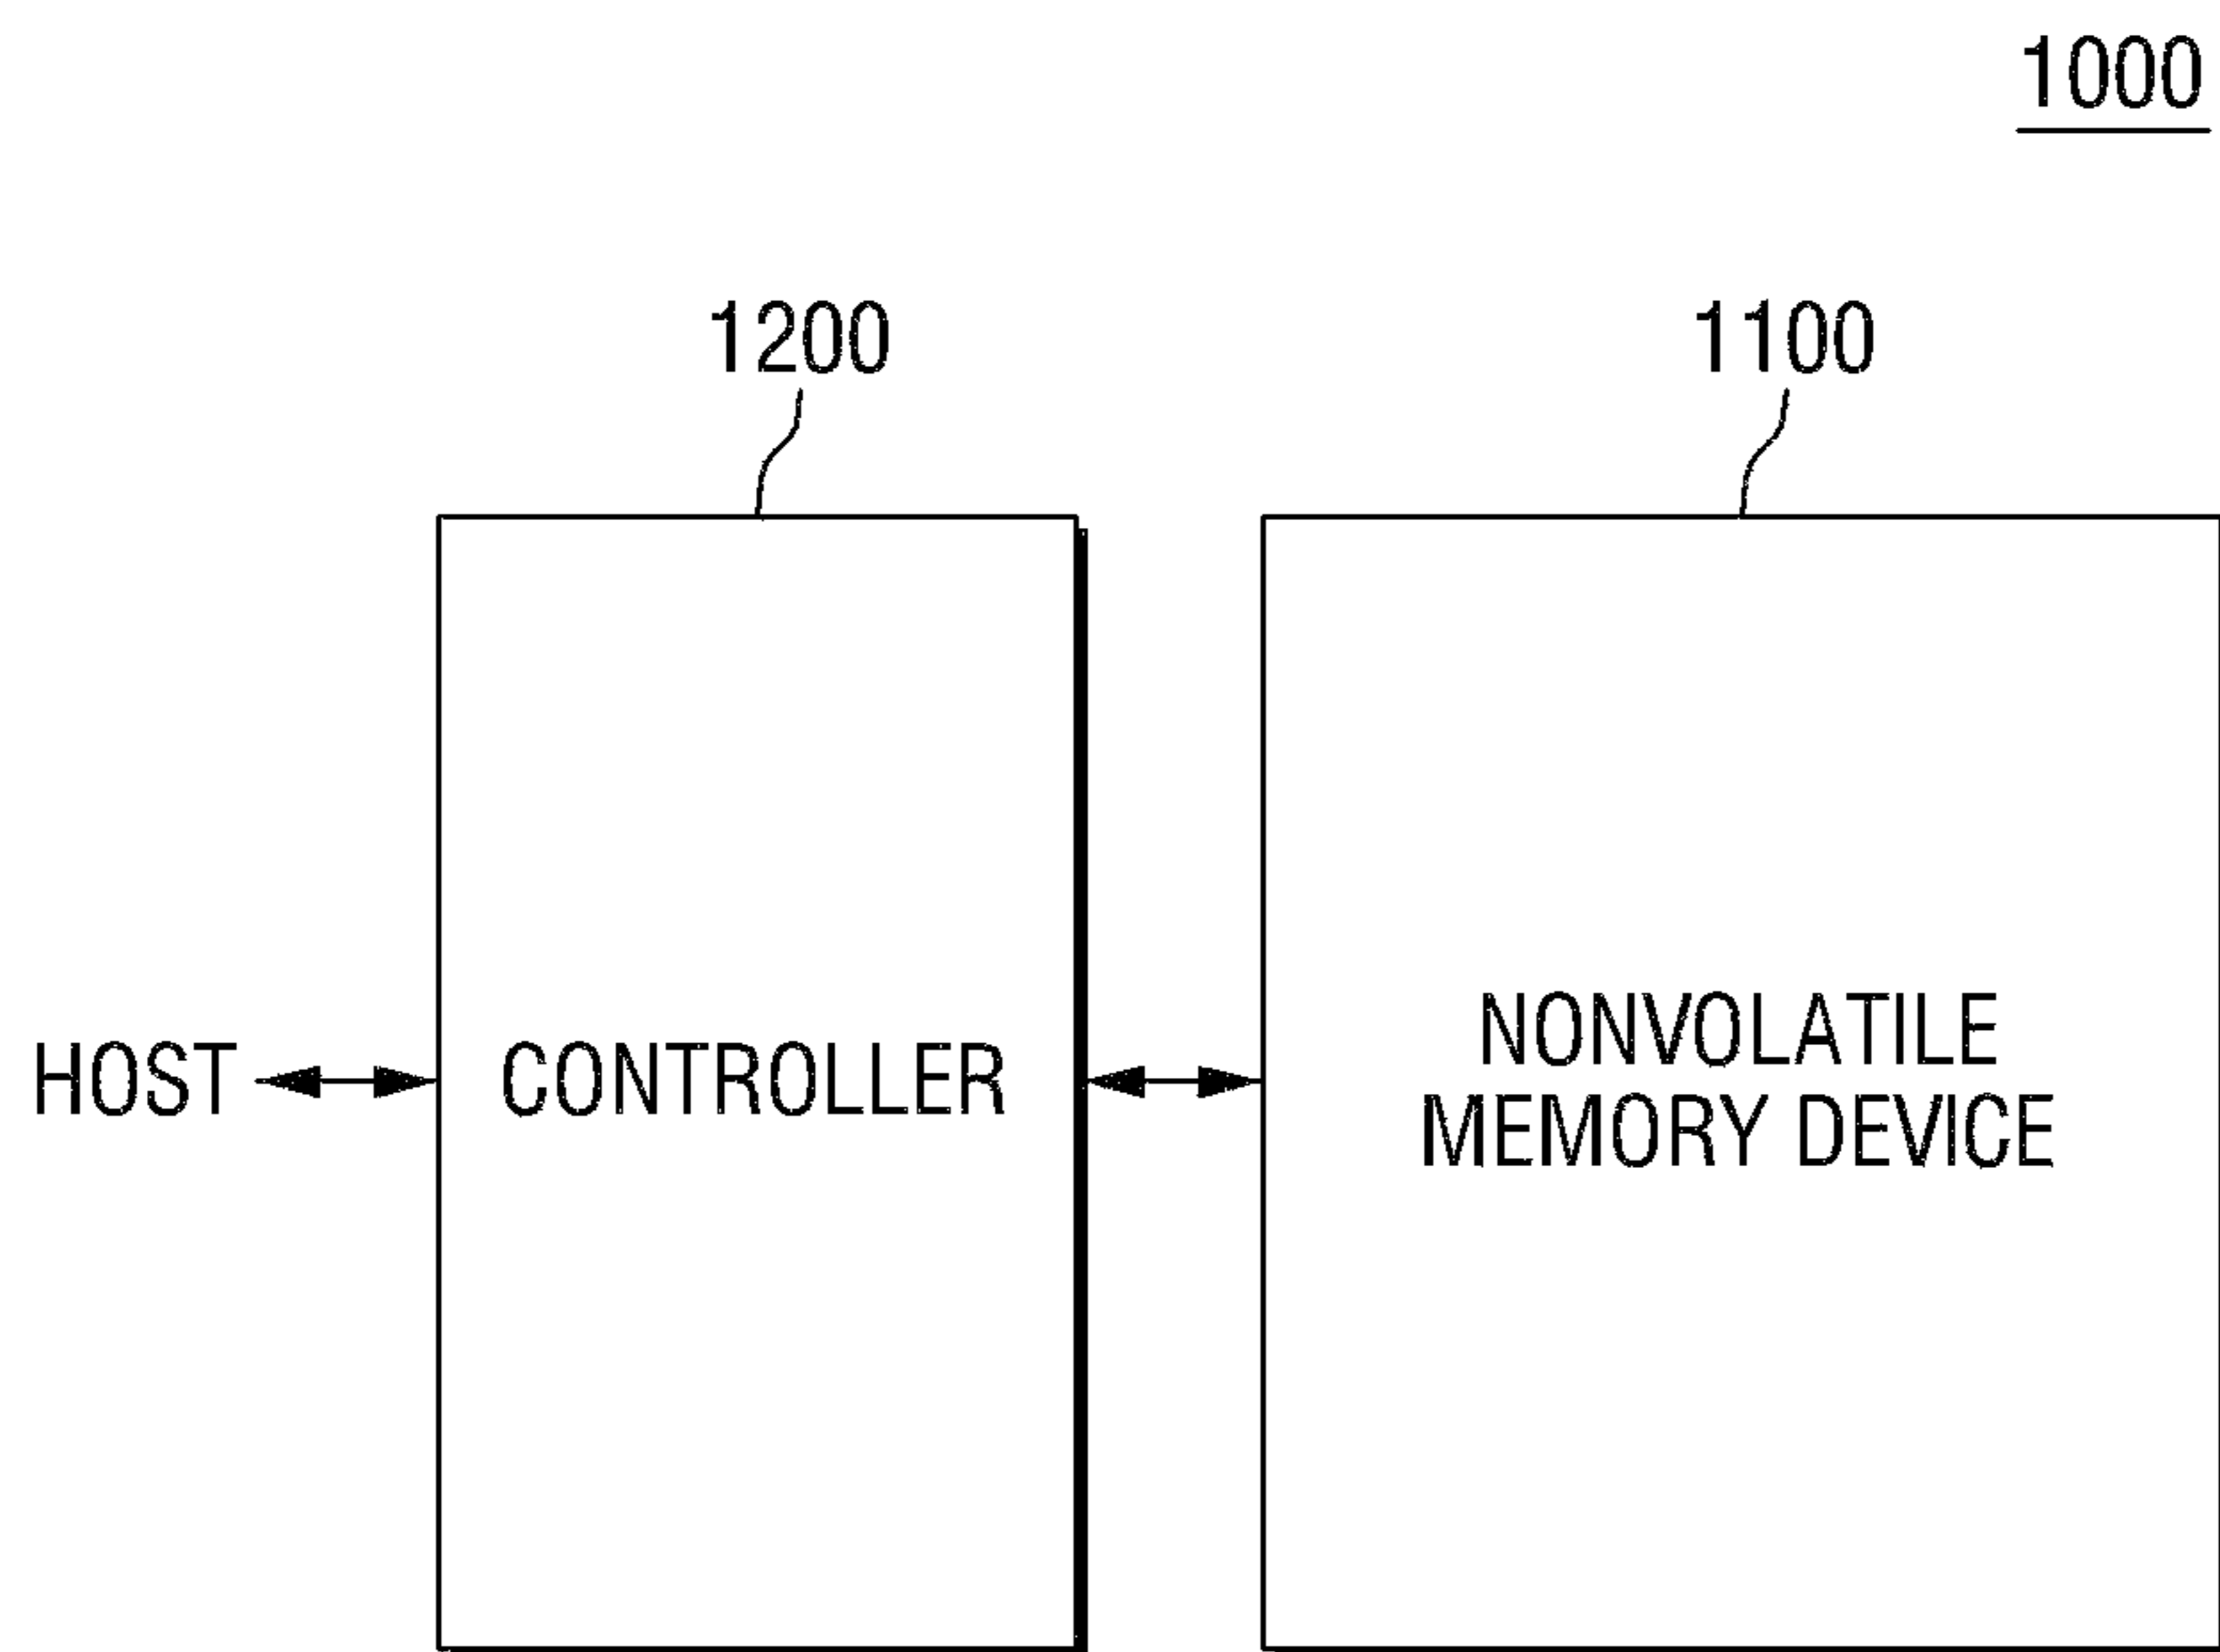 1000
1200
1100
HOST
CONTROLLER
NONVOLATILE
MEMORY DEVICE